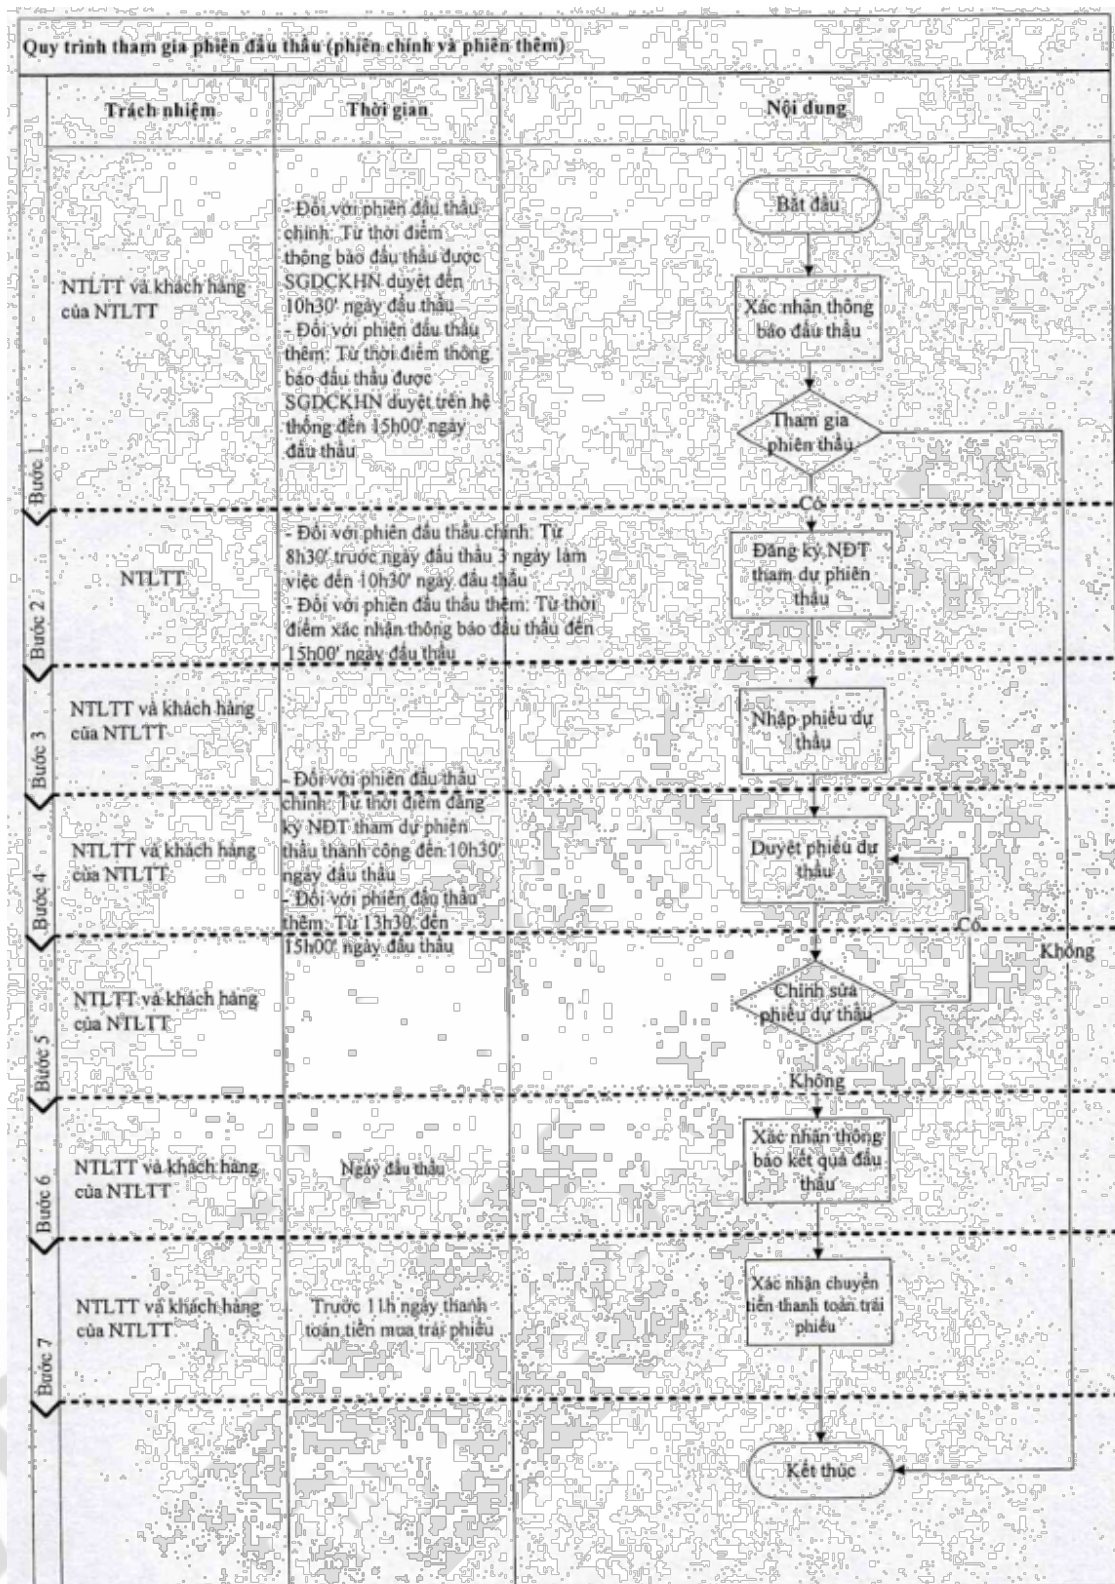 Quy trình tham gia phiên đấu thầu (phiên chính và phiên thêm)
Trách nhiệm
Thời gian
Nội dung
Bước 1
NTLTT và khách hàng
của NTLTT
- Đối với phiên đấu thầu
chính: Từ thời điểm
thông báo đấu thầu được
SGDCKHN duyệt đến
10h30' ngày đấu thầu
- Đối với phiên đấu thầu
thêm: Từ thời điểm thông
báo đấu thầu được
SGDCKHN duyệt trên hệ
thống đến 15h00' ngày
đấu thầu
Bắt đầu
Xác nhận thông
báo đấu thầu
Tham gia
phiên thầu
Có
Bước 2
NTLTT
- Đối với phiên đấu thầu chính: Từ
8h30' trước ngày đấu thầu 3 ngày làm
việc đến 10h30' ngày đấu thầu
- Đối với phiên đấu thầu thêm: Từ thời
điểm xác nhận thông báo đấu thầu đến
15h00' ngày đấu thầu
Đăng ký NĐT
tham dự phiên
thầu
Bước 3
NTLTT và khách hàng
của NTLTT
Nhập phiếu dự
thầu
- Đối với phiên đấu thầu
chính: Từ thời điểm đăng
ký NĐT tham dự phiên
thầu thành công đến 10h30'
ngày đấu thầu
- Đối với phiên đấu thầu
thêm: Từ 13h30' đến
15h00' ngày đấu thầu
Bước 4
NTLTT và khách hàng
của NTLTT
Duyệt phiếu dự
thầu
Có
Không
Bước 5
NTLTT và khách hàng
của NTLTT
Chỉnh sửa
phiếu dự thầu
Không
Bước 6
NTLTT và khách hàng
của NTLTT
Ngày đấu thầu
Xác nhận thông
báo kết quả đấu
thầu
Bước 7
NTLTT và khách hàng
của NTLTT
Trước 11h ngày thanh
toán tiền mua trái phiếu
Xác nhận chuyển
tiền thanh toán trái
phiếu
Kết thúc